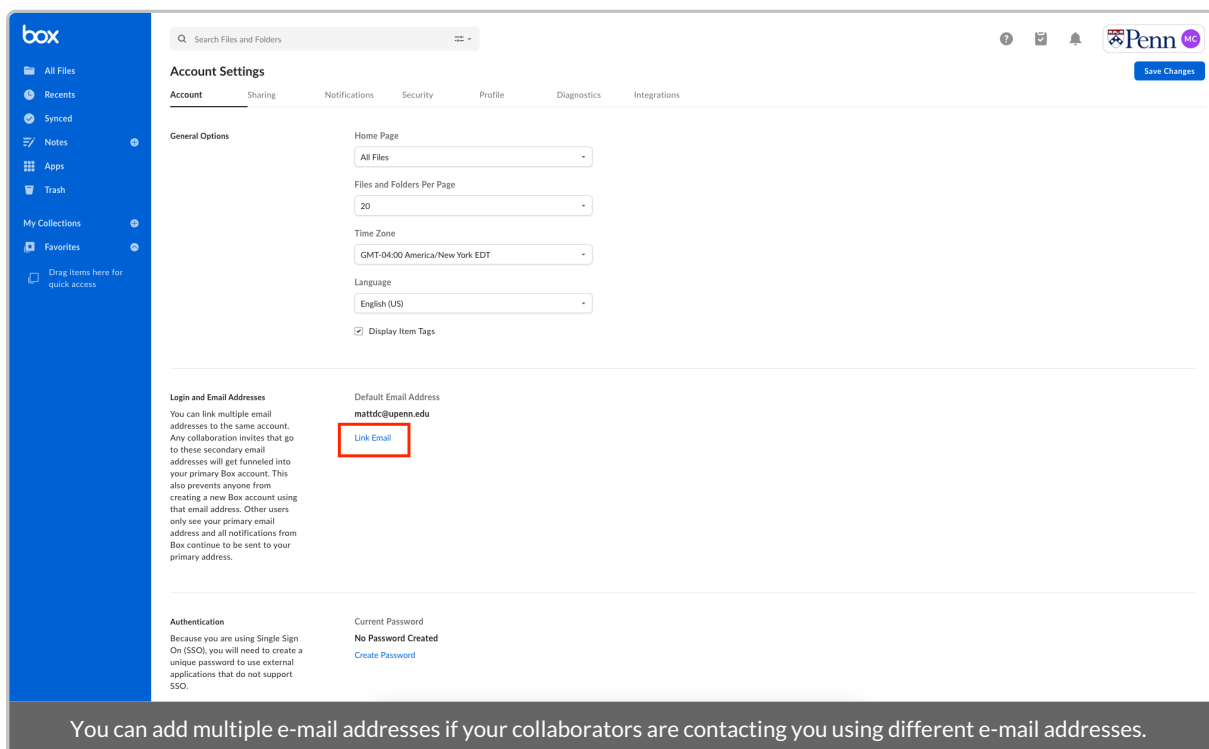 box
Search Files and Folders
Penn MC
All Files
Recents
Synced
Notes
Apps
Trash
My Collections
Favorites
Drag items here for
quick access
Account Settings
Save Changes
Account Sharing Notifications Security Profile Diagnostics Integrations
General Options
Home Page
All Files
Files and Folders Per Page
20
Time Zone
GMT-04:00 America/New York EDT
Language
English (US)
Display Item Tags
Login and Email Addresses
You can link multiple email
addresses to the same account.
Any collaboration invites that go
to these secondary email
addresses will get funneled into
your primary Box account. This
also prevents anyone from
creating a new Box account using
that email address. Other users
only see your primary email
address and all notifications from
Box continue to be sent to your
primary address.
Default Email Address
mattdc@upenn.edu
Link Email
Authentication
Because you are using Single Sign
On (SSO), you will need to create a
unique password to use external
applications that do not support
SSO.
Current Password
No Password Created
Create Password
You can add multiple e-mail addresses if your collaborators are contacting you using different e-mail addresses.